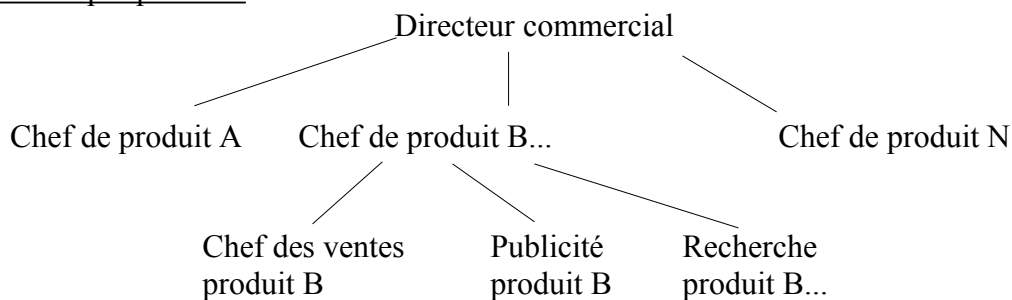 Directeur commercial
Chef de produit A Chef de produit B... Chef de produit N
Chef des ventes Publicité Recherche
produit B produit B produit B...